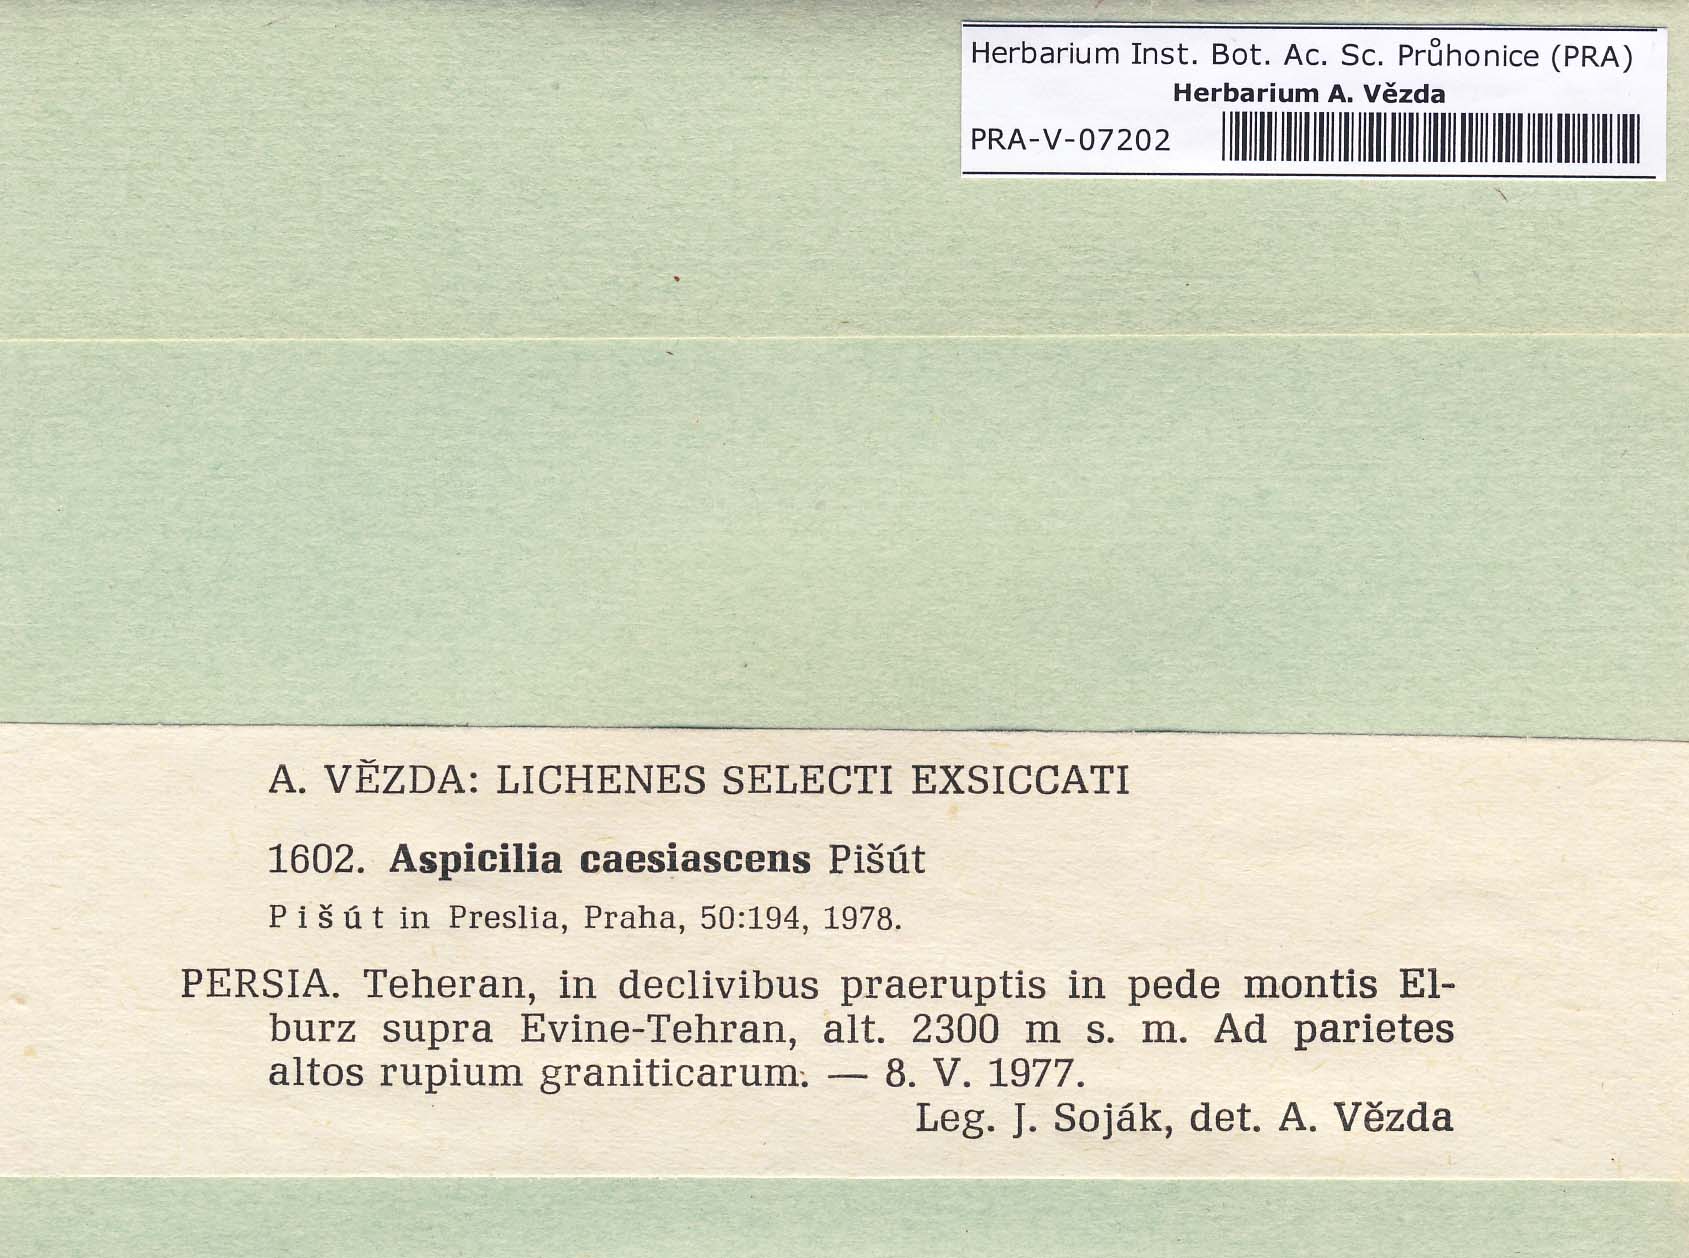 Herbarium Inst. Bot. Ac. Sc. Průhonice (PRA)
Herbarium A. Vězda
PRA-V-07202
A. VĚZDA: LICHENES SELECTI EXSICCATI
1602. Aspicilia caesiascens Pišút
Pišút in Preslia, Praha, 50:194, 1978.
PERSIA. Teheran, in declivibus praeruptis in pede montis El-
burz supra Evine-Tehran, alt. 2300 m s. m. Ad parietes
altos rupium graniticarum. — 8. V. 1977.
Leg. J. Soják, det. A. Vězda